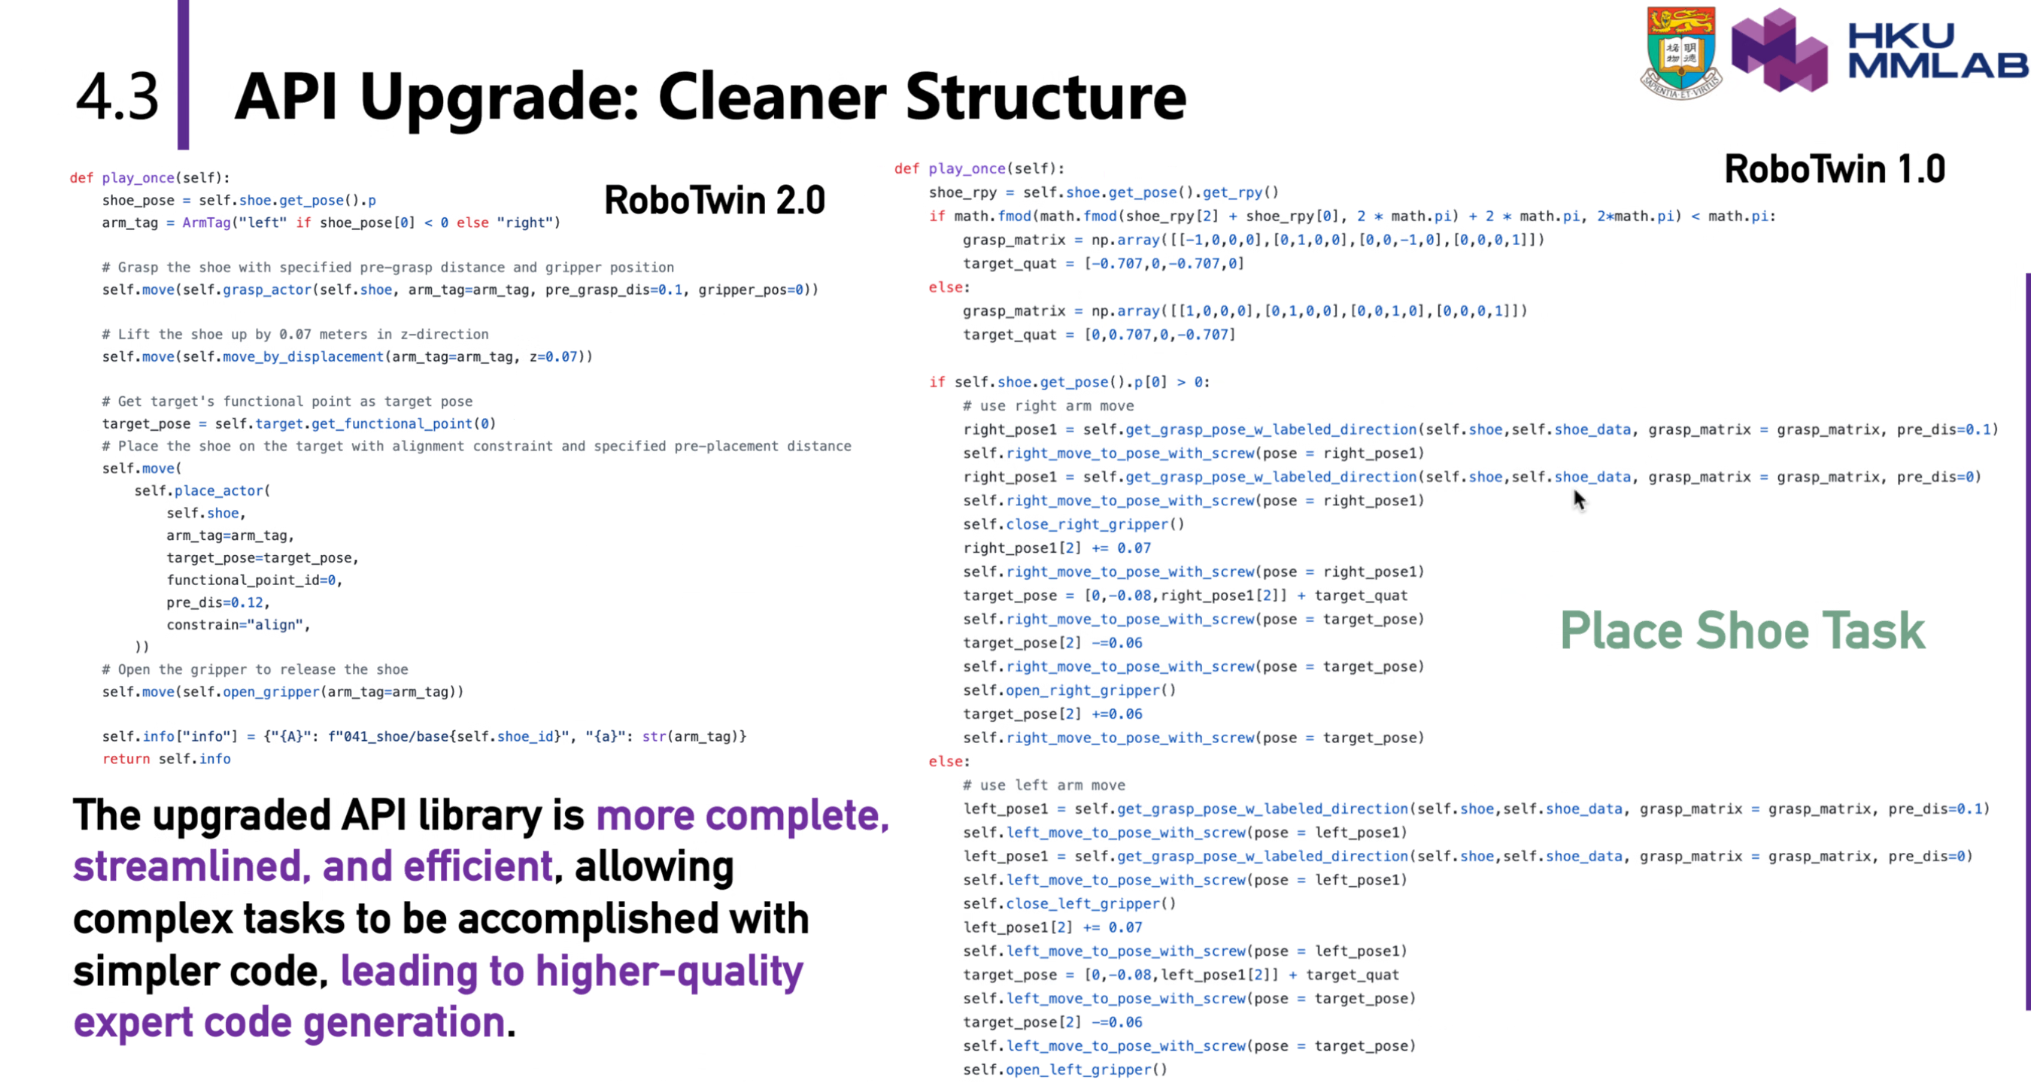 4.3
API Upgrade: Cleaner Structure
HKU
MMLAB
RoboTwin 2.0
def play_once(self):
    shoe_pose = self.shoe.get_pose().p
    arm_tag = ArmTag("left" if shoe_pose[0] < 0 else "right")
    # Grasp the shoe with specified pre-grasp distance and gripper position
    self.move(self.grasp_actor(self.shoe, arm_tag=arm_tag, pre_grasp_dis=0.1, gripper_pos=0))
    # Lift the shoe up by 0.07 meters in z-direction
    self.move(self.move_by_displacement(arm_tag=arm_tag, z=0.07))
    # Get target's functional point as target pose
    target_pose = self.target.get_functional_point(0)
    # Place the shoe on the target with alignment constraint and specified pre-placement distance
    self.move(
        self.place_actor(
            self.shoe,
            arm_tag=arm_tag,
            target_pose=target_pose,
            functional_point_id=0,
            pre_dis=0.12,
            constrain="align",
        ))
    # Open the gripper to release the shoe
    self.move(self.open_gripper(arm_tag=arm_tag))
    self.info["info"] = {"{A}": f"041_shoe/base{self.shoe_id}", "{a}": str(arm_tag)}
    return self.info
The upgraded API library is more complete,
streamlined, and efficient, allowing
complex tasks to be accomplished with
simpler code, leading to higher-quality
expert code generation.
RoboTwin 1.0
def play_once(self):
    shoe_rpy = self.shoe.get_pose().get_rpy()
    if math.fmod(math.fmod(shoe_rpy[2] + shoe_rpy[0], 2 * math.pi) + 2 * math.pi, 2*math.pi) < math.pi:
        grasp_matrix = np.array([[-1,0,0,0],[0,1,0,0],[0,0,-1,0],[0,0,0,1]])
        target_quat = [-0.707,0,-0.707,0]
    else:
        grasp_matrix = np.array([[1,0,0,0],[0,1,0,0],[0,0,1,0],[0,0,0,1]])
        target_quat = [0,0.707,0,-0.707]
    if self.shoe.get_pose().p[0] > 0:
        # use right arm move
        right_pose1 = self.get_grasp_pose_w_labeled_direction(self.shoe,self.shoe_data, grasp_matrix = grasp_matrix, pre_dis=0.1)
        self.right_move_to_pose_with_screw(pose = right_pose1)
        right_pose1 = self.get_grasp_pose_w_labeled_direction(self.shoe,self.shoe_data, grasp_matrix = grasp_matrix, pre_dis=0)
        self.right_move_to_pose_with_screw(pose = right_pose1)
        self.close_right_gripper()
        right_pose1[2] += 0.07
        self.right_move_to_pose_with_screw(pose = right_pose1)
        target_pose = [0,-0.08,right_pose1[2]] + target_quat
        self.right_move_to_pose_with_screw(pose = target_pose)
        target_pose[2] -=0.06
        self.right_move_to_pose_with_screw(pose = target_pose)
        self.open_right_gripper()
        target_pose[2] +=0.06
        self.right_move_to_pose_with_screw(pose = target_pose)
    else:
        # use left arm move
        left_pose1 = self.get_grasp_pose_w_labeled_direction(self.shoe,self.shoe_data, grasp_matrix = grasp_matrix, pre_dis=0.1)
        self.left_move_to_pose_with_screw(pose = left_pose1)
        left_pose1 = self.get_grasp_pose_w_labeled_direction(self.shoe,self.shoe_data, grasp_matrix = grasp_matrix, pre_dis=0)
        self.left_move_to_pose_with_screw(pose = left_pose1)
        self.close_left_gripper()
        left_pose1[2] += 0.07
        self.left_move_to_pose_with_screw(pose = left_pose1)
        target_pose = [0,-0.08,left_pose1[2]] + target_quat
        self.left_move_to_pose_with_screw(pose = target_pose)
        target_pose[2] -=0.06
        self.left_move_to_pose_with_screw(pose = target_pose)
        self.open_left_gripper()
Place Shoe Task